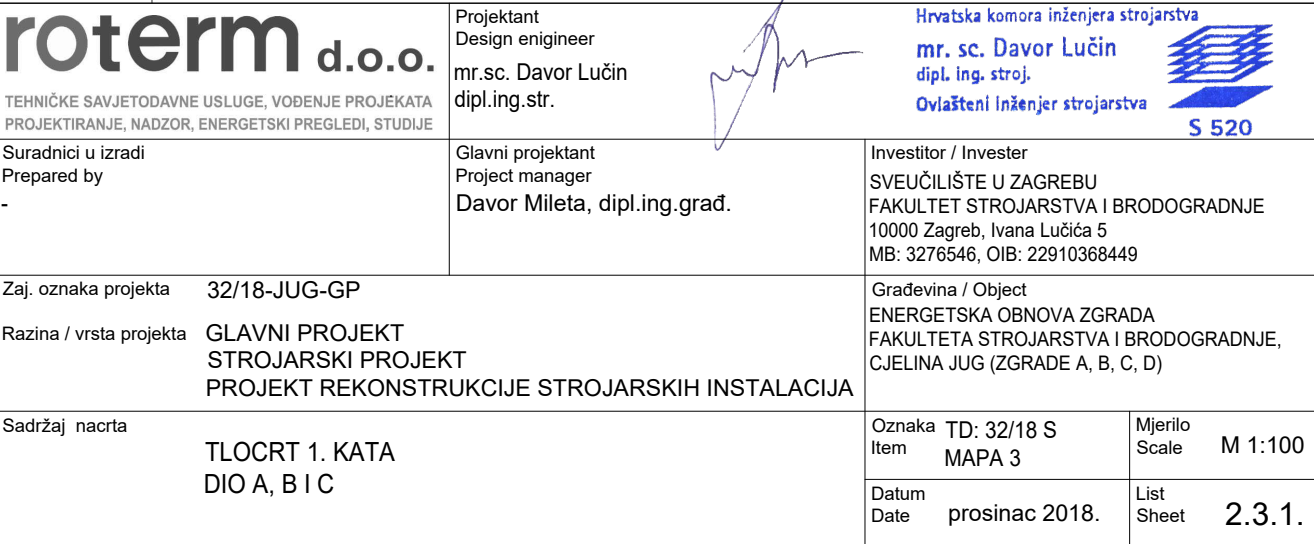 roterm d.o.o.
TEHNIČKE SAVJETODAVNE USLUGE, VOĐENJE PROJEKATA
PROJEKTIRANJE, NADZOR, ENERGETSKI PREGLEDI, STUDIJE
Projektant
Design enigineer
mr.sc. Davor Lučin
dipl.ing.str.
Hrvatska komora inženjera strojarstva
mr. sc. Davor Lučin
dipl. ing. stroj.
Ovlašteni inženjer strojarstva
S 520
Suradnici u izradi
Prepared by
-
Glavni projektant
Project manager
Davor Mileta, dipl.ing.građ.
Investitor / Invester
SVEUČILIŠTE U ZAGREBU
FAKULTET STROJARSTVA I BRODOGRADNJE
10000 Zagreb, Ivana Lučića 5
MB: 3276546, OIB: 22910368449
Zaj. oznaka projekta 32/18-JUG-GP
Razina / vrsta projekta GLAVNI PROJEKT
STROJARSKI PROJEKT
PROJEKT REKONSTRUKCIJE STROJARSKIH INSTALACIJA
Građevina / Object
ENERGETSKA OBNOVA ZGRADA
FAKULTETA STROJARSTVA I BRODOGRADNJE,
CJELINA JUG (ZGRADE A, B, C, D)
Sadržaj nacrta
TLOCRT 1. KATA
DIO A, B I C
Oznaka
Item
TD: 32/18 S
MAPA 3
Mjerilo
Scale
M 1:100
Datum
Date
prosinac 2018.
List
Sheet
2.3.1.